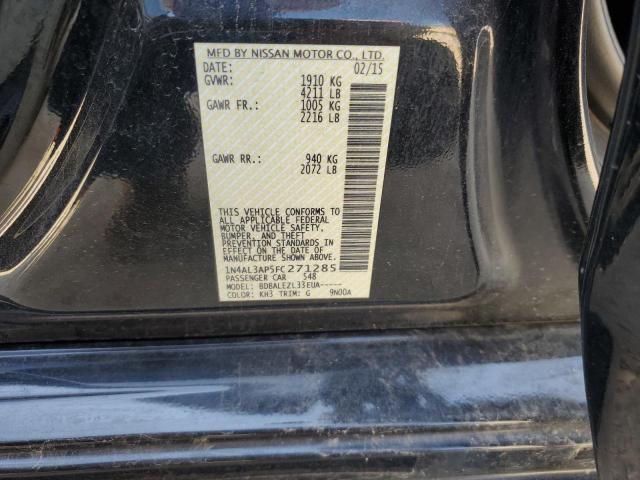 MFD BY NISSAN MOTOR CO., LTD.
DATE: 02/15
GVWR: 1910 KG
4211 LB
GAWR FR.: 1005 KG
2216 LB
GAWR RR.: 940 KG
2072 LB
THIS VEHICLE CONFORMS TO
ALL APPLICABLE FEDERAL
MOTOR VEHICLE SAFETY,
BUMPER, AND THEFT
PREVENTION STANDARDS IN
EFFECT ON THE DATE OF
MANUFACTURE SHOWN ABOVE.
1N4AL3AP5FC271285
PASSENGER CAR 548
MODEL: BDBALEZL33EUA-----
COLOR: KH3 TRIM: G 9N00A